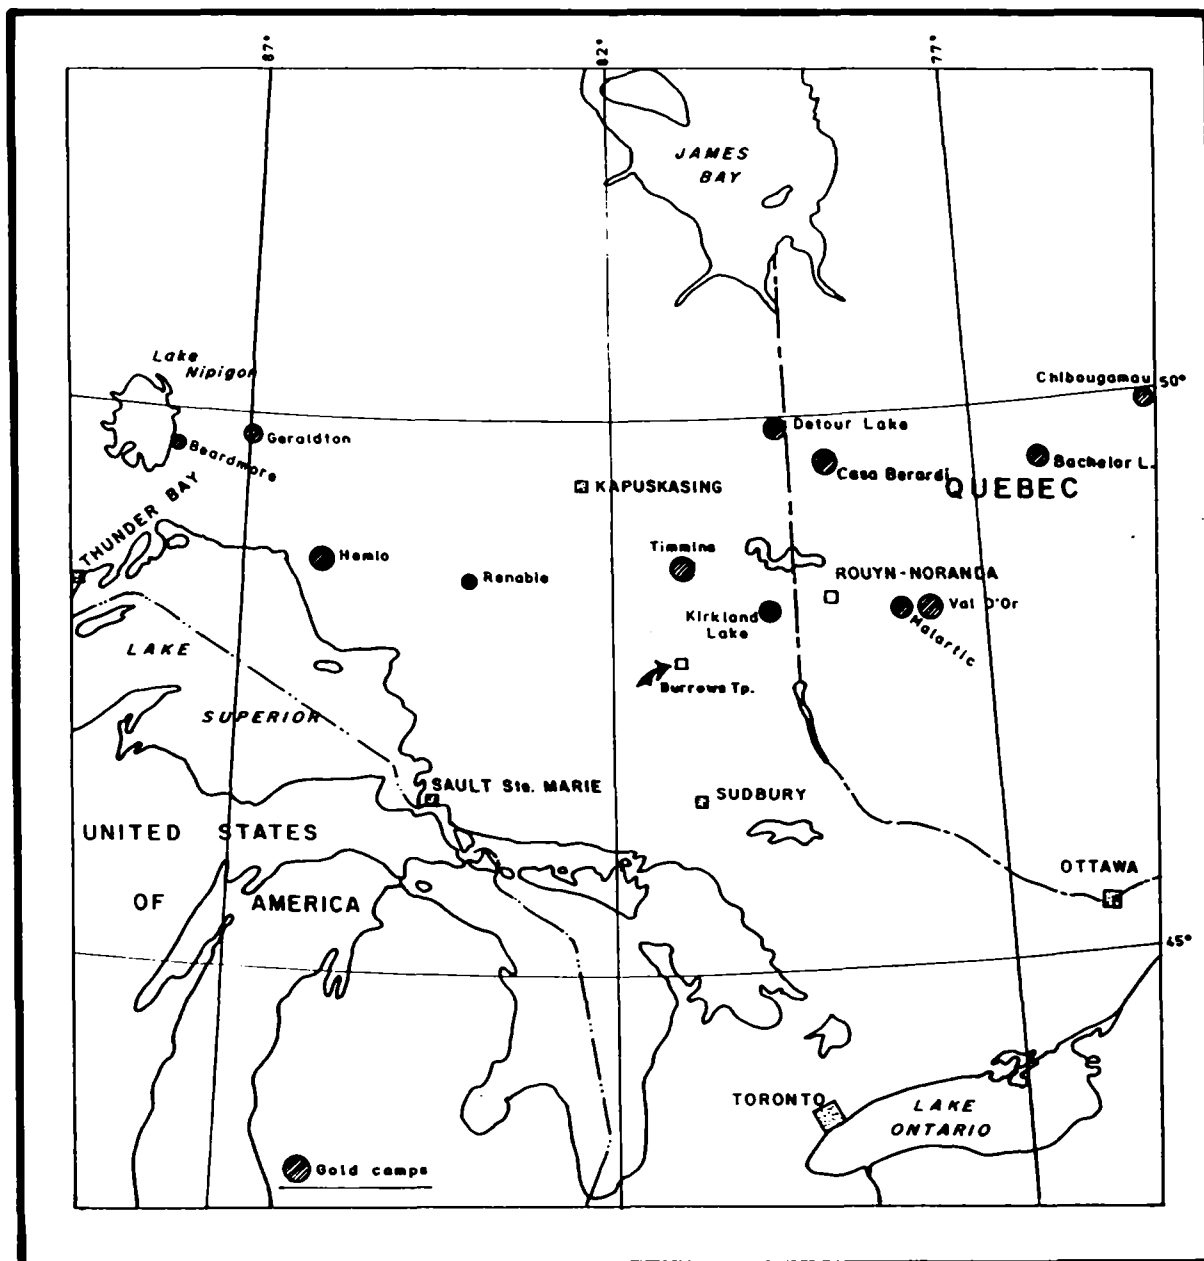 87°
82°
77°
JAMES
BAY
Lake
Nipigon
Chibougamau
50°
Beardmore
Geraldton
Detour Lake
Casa Berardi
Bachelor L.
KAPUSKASING
QUEBEC
THUNDER BAY
Hemlo
Renable
Timmins
ROUYN-NORANDA
Kirkland
Lake
Malartic
Val D'Or
Burrows Tp.
LAKE
SUPERIOR
SAULT Ste. MARIE
SUDBURY
UNITED STATES
OF AMERICA
OTTAWA
45°
TORONTO
LAKE
ONTARIO
Gold camps